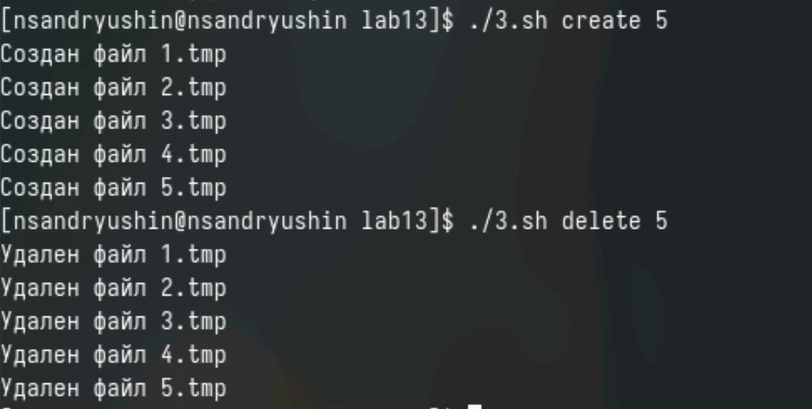 [nsandryushin@nsandryushin lab13]$ ./3.sh create 5
Создан файл 1.tmp
Создан файл 2.tmp
Создан файл 3.tmp
Создан файл 4.tmp
Создан файл 5.tmp
[nsandryushin@nsandryushin lab13]$ ./3.sh delete 5
Удален файл 1.tmp
Удален файл 2.tmp
Удален файл 3.tmp
Удален файл 4.tmp
Удален файл 5.tmp